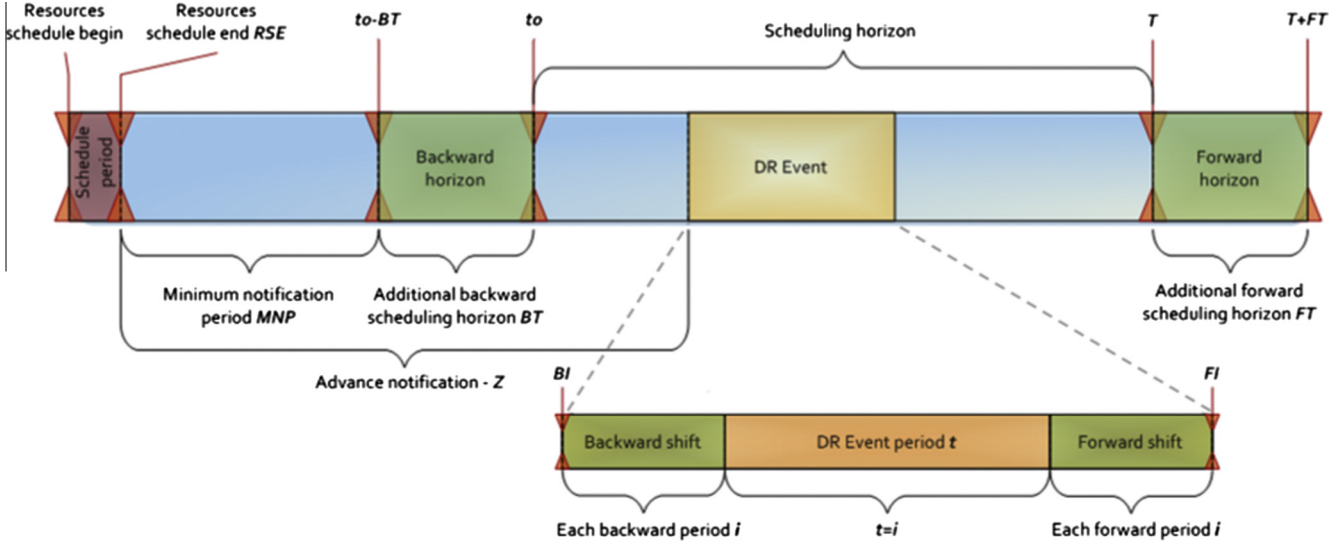 Resources
schedule begin
Resources
schedule end RSE
to-BT
to
Scheduling horizon
T
T+FT
Schedule
period
Backward
horizon
DR Event
Forward
horizon
Minimum notification
period MNP
Additional backward
scheduling horizon BT
Additional forward
scheduling horizon FT
Advance notification - Z
BI
FI
Backward shift
DR Event period t
Forward shift
Each backward period i
t=i
Each forward period i